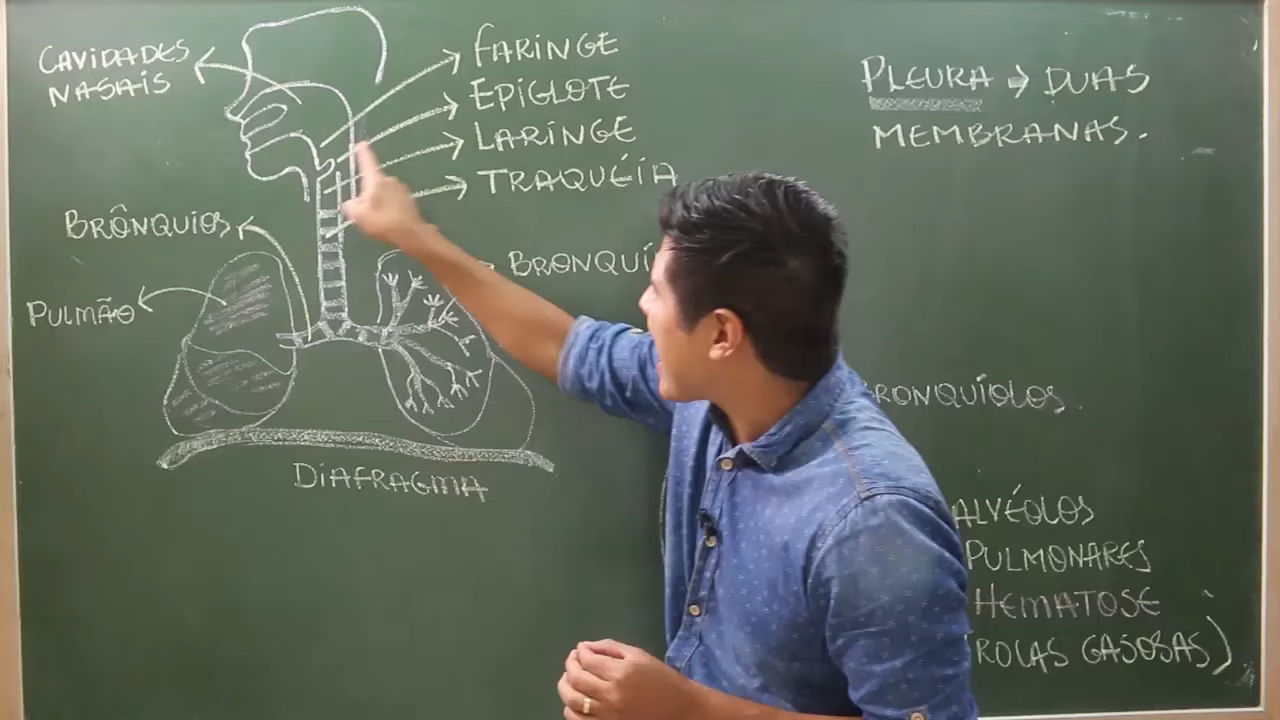 CAVIDADES
NASAIS
FARINGE
EPIGLOTE
LARINGE
TRAQUÉIA
PLEURA → DUAS
MEMBRANAS.
BRÔNQUIOS
PULMÃO
BRONQUÍ
BRONQUÍOLOS.
DIAFRAGMA
ALVÉOLOS
PULMONARES
HEMATOSE
ROCAS GASOSAS)